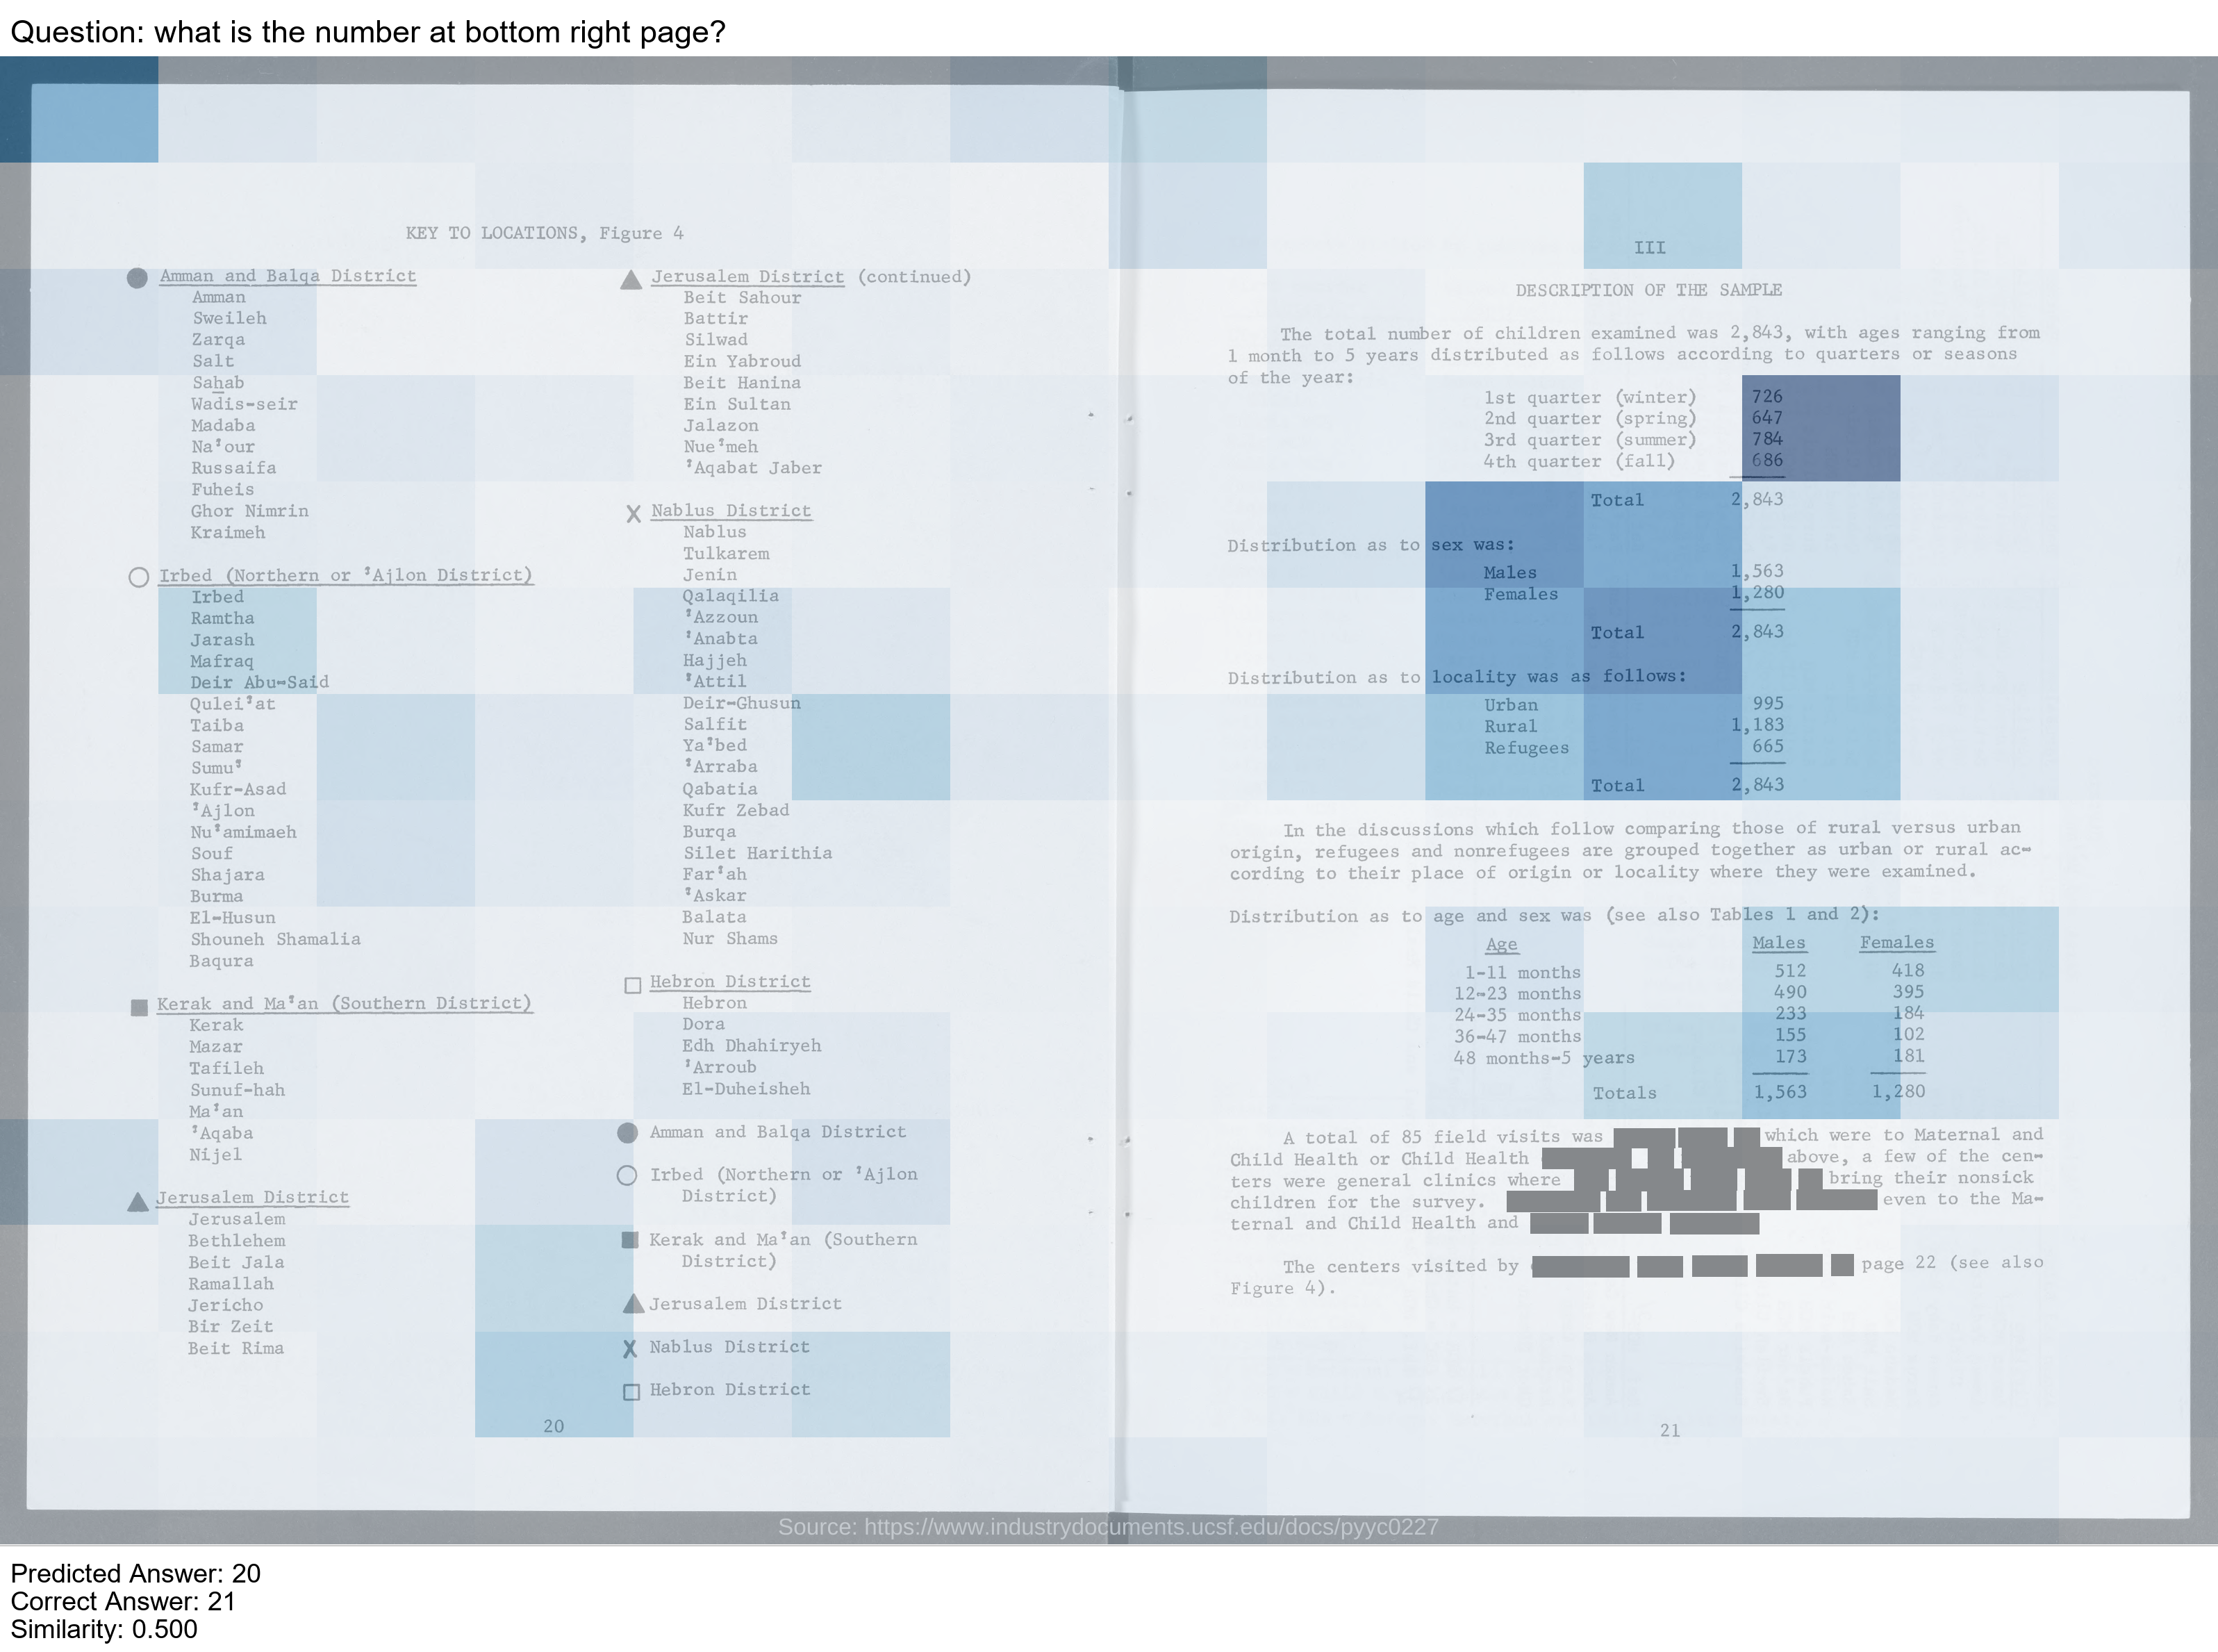 Question: what is the number at bottom right page?
KEY TO LOCATIONS, Figure 4
Amman and Balqa District
Amman
Sweileh
Zarqa
Salt
Sahab
Wadis-seir
Madaba
Na'our
Russaifa
Fuheis
Ghor Nimrin
Kraimeh
Irbed (Northern or 'Ajlon District)
Irbed
Ramtha
Jarash
Mafraq
Deir Abu-Said
Qulei'at
Taiba
Samar
Sumu'
Kufr-Asad
'Ajlon
Nu'amimaeh
Souf
Shajara
Burma
El-Husun
Shouneh Shamalia
Baqura
Kerak and Ma'an (Southern District)
Kerak
Mazar
Tafileh
Sunuf-hah
Ma'an
'Aqaba
Nijel
Jerusalem District
Jerusalem
Bethlehem
Beit Jala
Ramallah
Jericho
Bir Zeit
Beit Rima
Jerusalem District (continued)
Beit Sahour
Battir
Silwad
Ein Yabroud
Beit Hanina
Ein Sultan
Jalazon
Nue'meh
'Aqabat Jaber
X Nablus District
Nablus
Tulkarem
Jenin
Qalaqilia
'Azzoun
'Anabta
Hajjeh
'Attil
Deir-Ghusun
Salfit
Ya'bed
'Arraba
Qabatia
Kufr Zebad
Burqa
Silet Harithia
Far'ah
'Askar
Balata
Nur Shams
Hebron District
Hebron
Dora
Edh Dhahiryeh
'Arroub
El-Duheisheh
Amman and Balqa District
Irbed (Northern or 'Ajlon
District)
Kerak and Ma'an (Southern
District)
Jerusalem District
X Nablus District
Hebron District
20
III
DESCRIPTION OF THE SAMPLE
The total number of children examined was 2,843, with ages ranging from
1 month to 5 years distributed as follows according to quarters or seasons
of the year:
1st quarter (winter) 726
2nd quarter (spring) 647
3rd quarter (summer) 784
4th quarter (fall) 686
Total 2,843
Distribution as to sex was:
Males 1,563
Females 1,280
Total 2,843
Distribution as to locality was as follows:
Urban 995
Rural 1,183
Refugees 665
Total 2,843
In the discussions which follow comparing those of rural versus urban
origin, refugees and nonrefugees are grouped together as urban or rural ac-
cording to their place of origin or locality where they were examined.
Distribution as to age and sex was (see also Tables 1 and 2):
Age Males Females
1-11 months 512 418
12-23 months 490 395
24-35 months 233 184
36-47 months 155 102
48 months-5 years 173 181
Totals 1,563 1,280
A total of 85 field visits was which were to Maternal and
Child Health or Child Health above, a few of the cen-
ters were general clinics where bring their nonsick
children for the survey. even to the Ma-
ternal and Child Health and
The centers visited by page 22 (see also
Figure 4).
21
Source: https://www.industrydocuments.ucsf.edu/docs/pyyc0227
Predicted Answer: 20
Correct Answer: 21
Similarity: 0.500